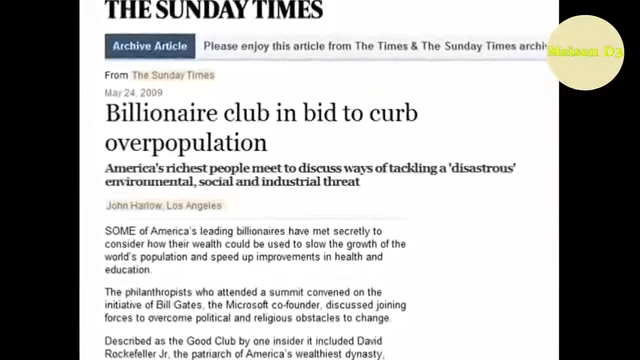 THE SUNDAY TIMES
Archive Article
Please enjoy this article from The Times & The Sunday Times archiv
Meison D3
From The Sunday Times
May 24, 2009
Billionaire club in bid to curb
overpopulation
America's richest people meet to discuss ways of tackling a 'disastrous'
environmental, social and industrial threat
John Harlow, Los Angeles
SOME of America's leading billionaires have met secretly to
consider how their wealth could be used to slow the growth of the
world's population and speed up improvements in health and
education.
The philanthropists who attended a summit convened on the
initiative of Bill Gates, the Microsoft co-founder, discussed joining
forces to overcome political and religious obstacles to change.
Described as the Good Club by one insider it included David
Rockefeller Jr, the patriarch of America's wealthiest dynasty,